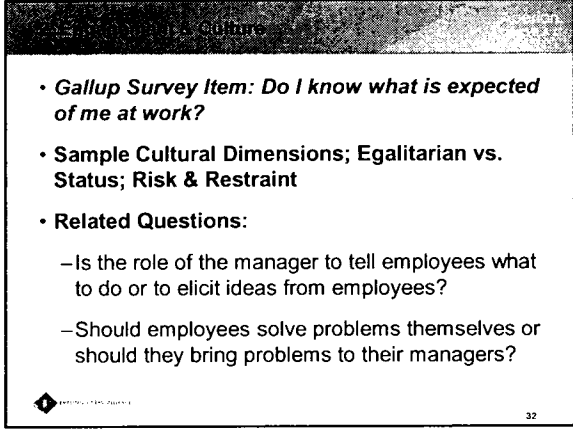 & Culture
• Gallup Survey Item: Do I know what is expected
of me at work?
• Sample Cultural Dimensions; Egalitarian vs.
Status; Risk & Restraint
• Related Questions:
–Is the role of the manager to tell employees what
to do or to elicit ideas from employees?
–Should employees solve problems themselves or
should they bring problems to their managers?
32